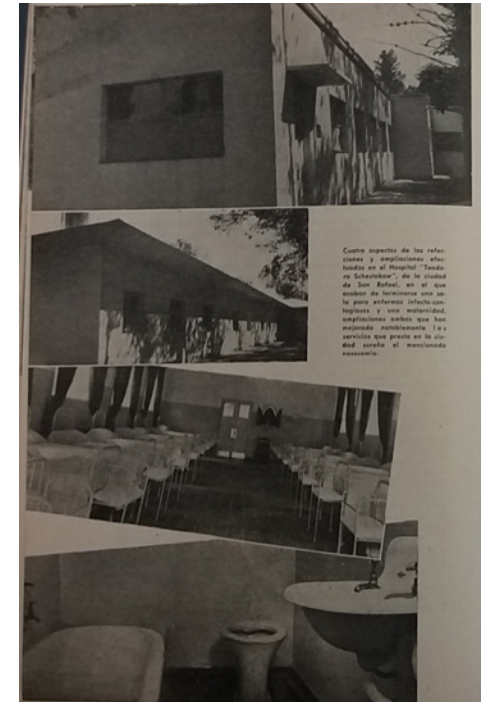 Cuatro aspectos de las refec-
ciones y ampliaciones efec-
tuadas en el Hospital "Teodo-
ro Schestakow", de la ciudad
de San Rafael, en el que
acaban de terminarse una sa-
la para enfermos infecto-con-
tagiosos y una maternidad,
ampliaciones ambas que han
mejorado notablemente los
servicios que presta en la ciu-
dad sureña el mencionado
nosocomio.